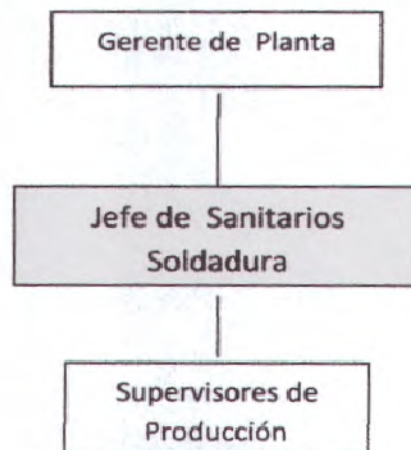 Gerente de Planta
Jefe de Sanitarios
Soldadura
Supervisores de
Producción